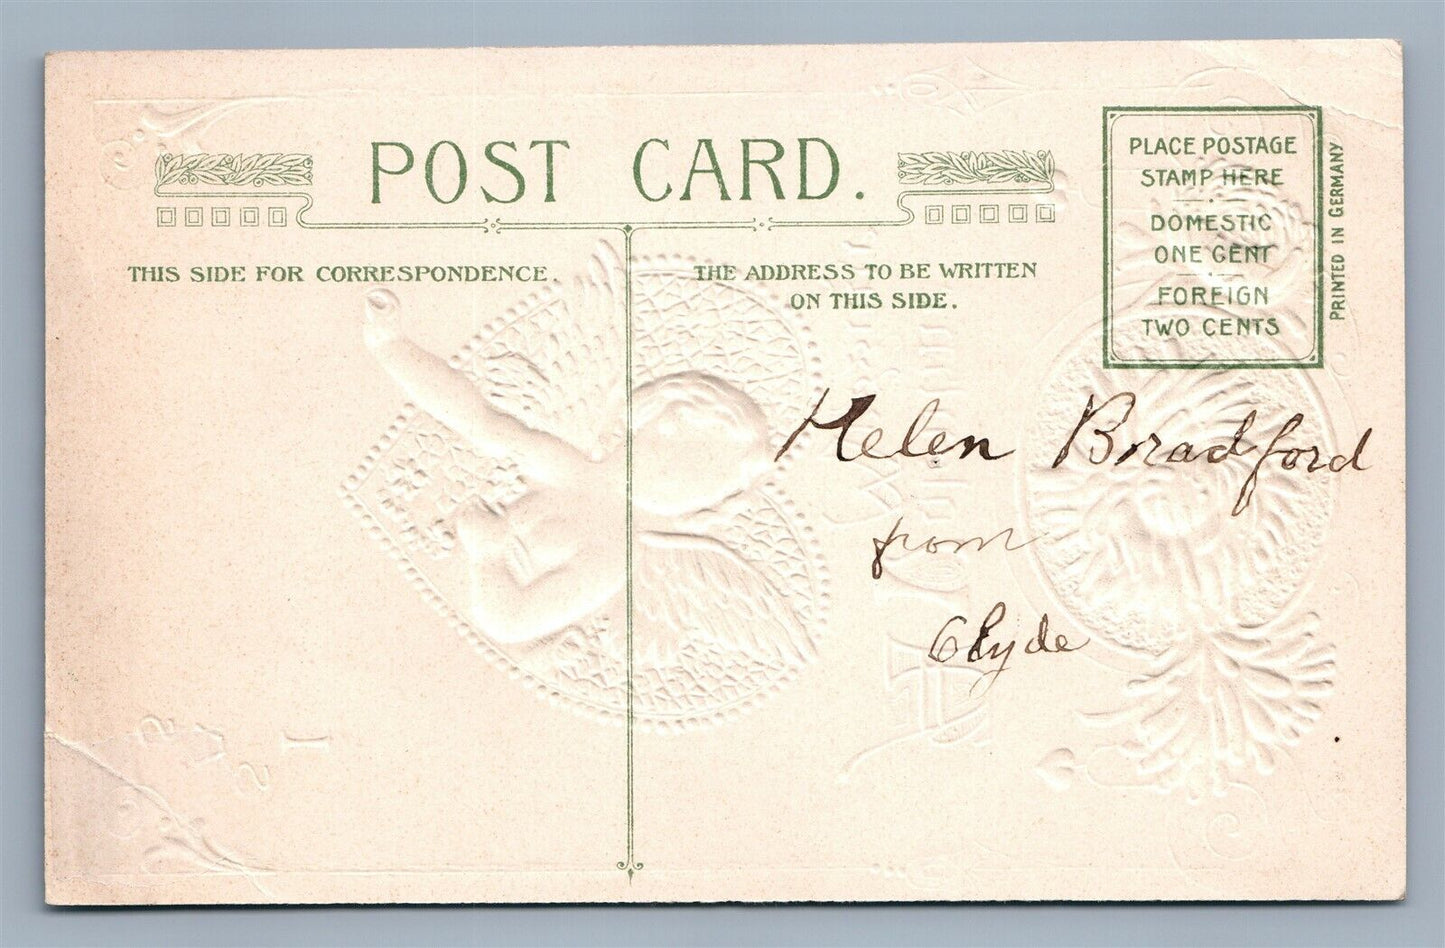 POST CARD.
THIS SIDE FOR CORRESPONDENCE.
THE ADDRESS TO BE WRITTEN
ON THIS SIDE.
PLACE POSTAGE
STAMP HERE
DOMESTIC
ONE CENT
FOREIGN
TWO CENTS
PRINTED IN GERMANY
Helen Bradford
from
Clyde